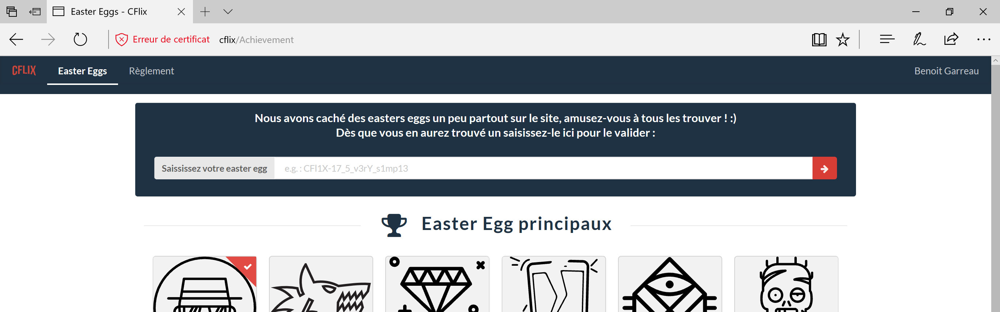 Easter Eggs - CFlix
Erreur de certificat cflix/Achievement
CFLIX Easter Eggs Règlement Benoit Garreau
Nous avons caché des easters eggs un peu partout sur le site, amusez-vous à tous les trouver ! :)
Dès que vous en aurez trouvé un saisissez-le ici pour le valider :
Saississez votre easter egg e.g. : CFl1X-17_5_v3rY_s1mp13
Easter Egg principaux